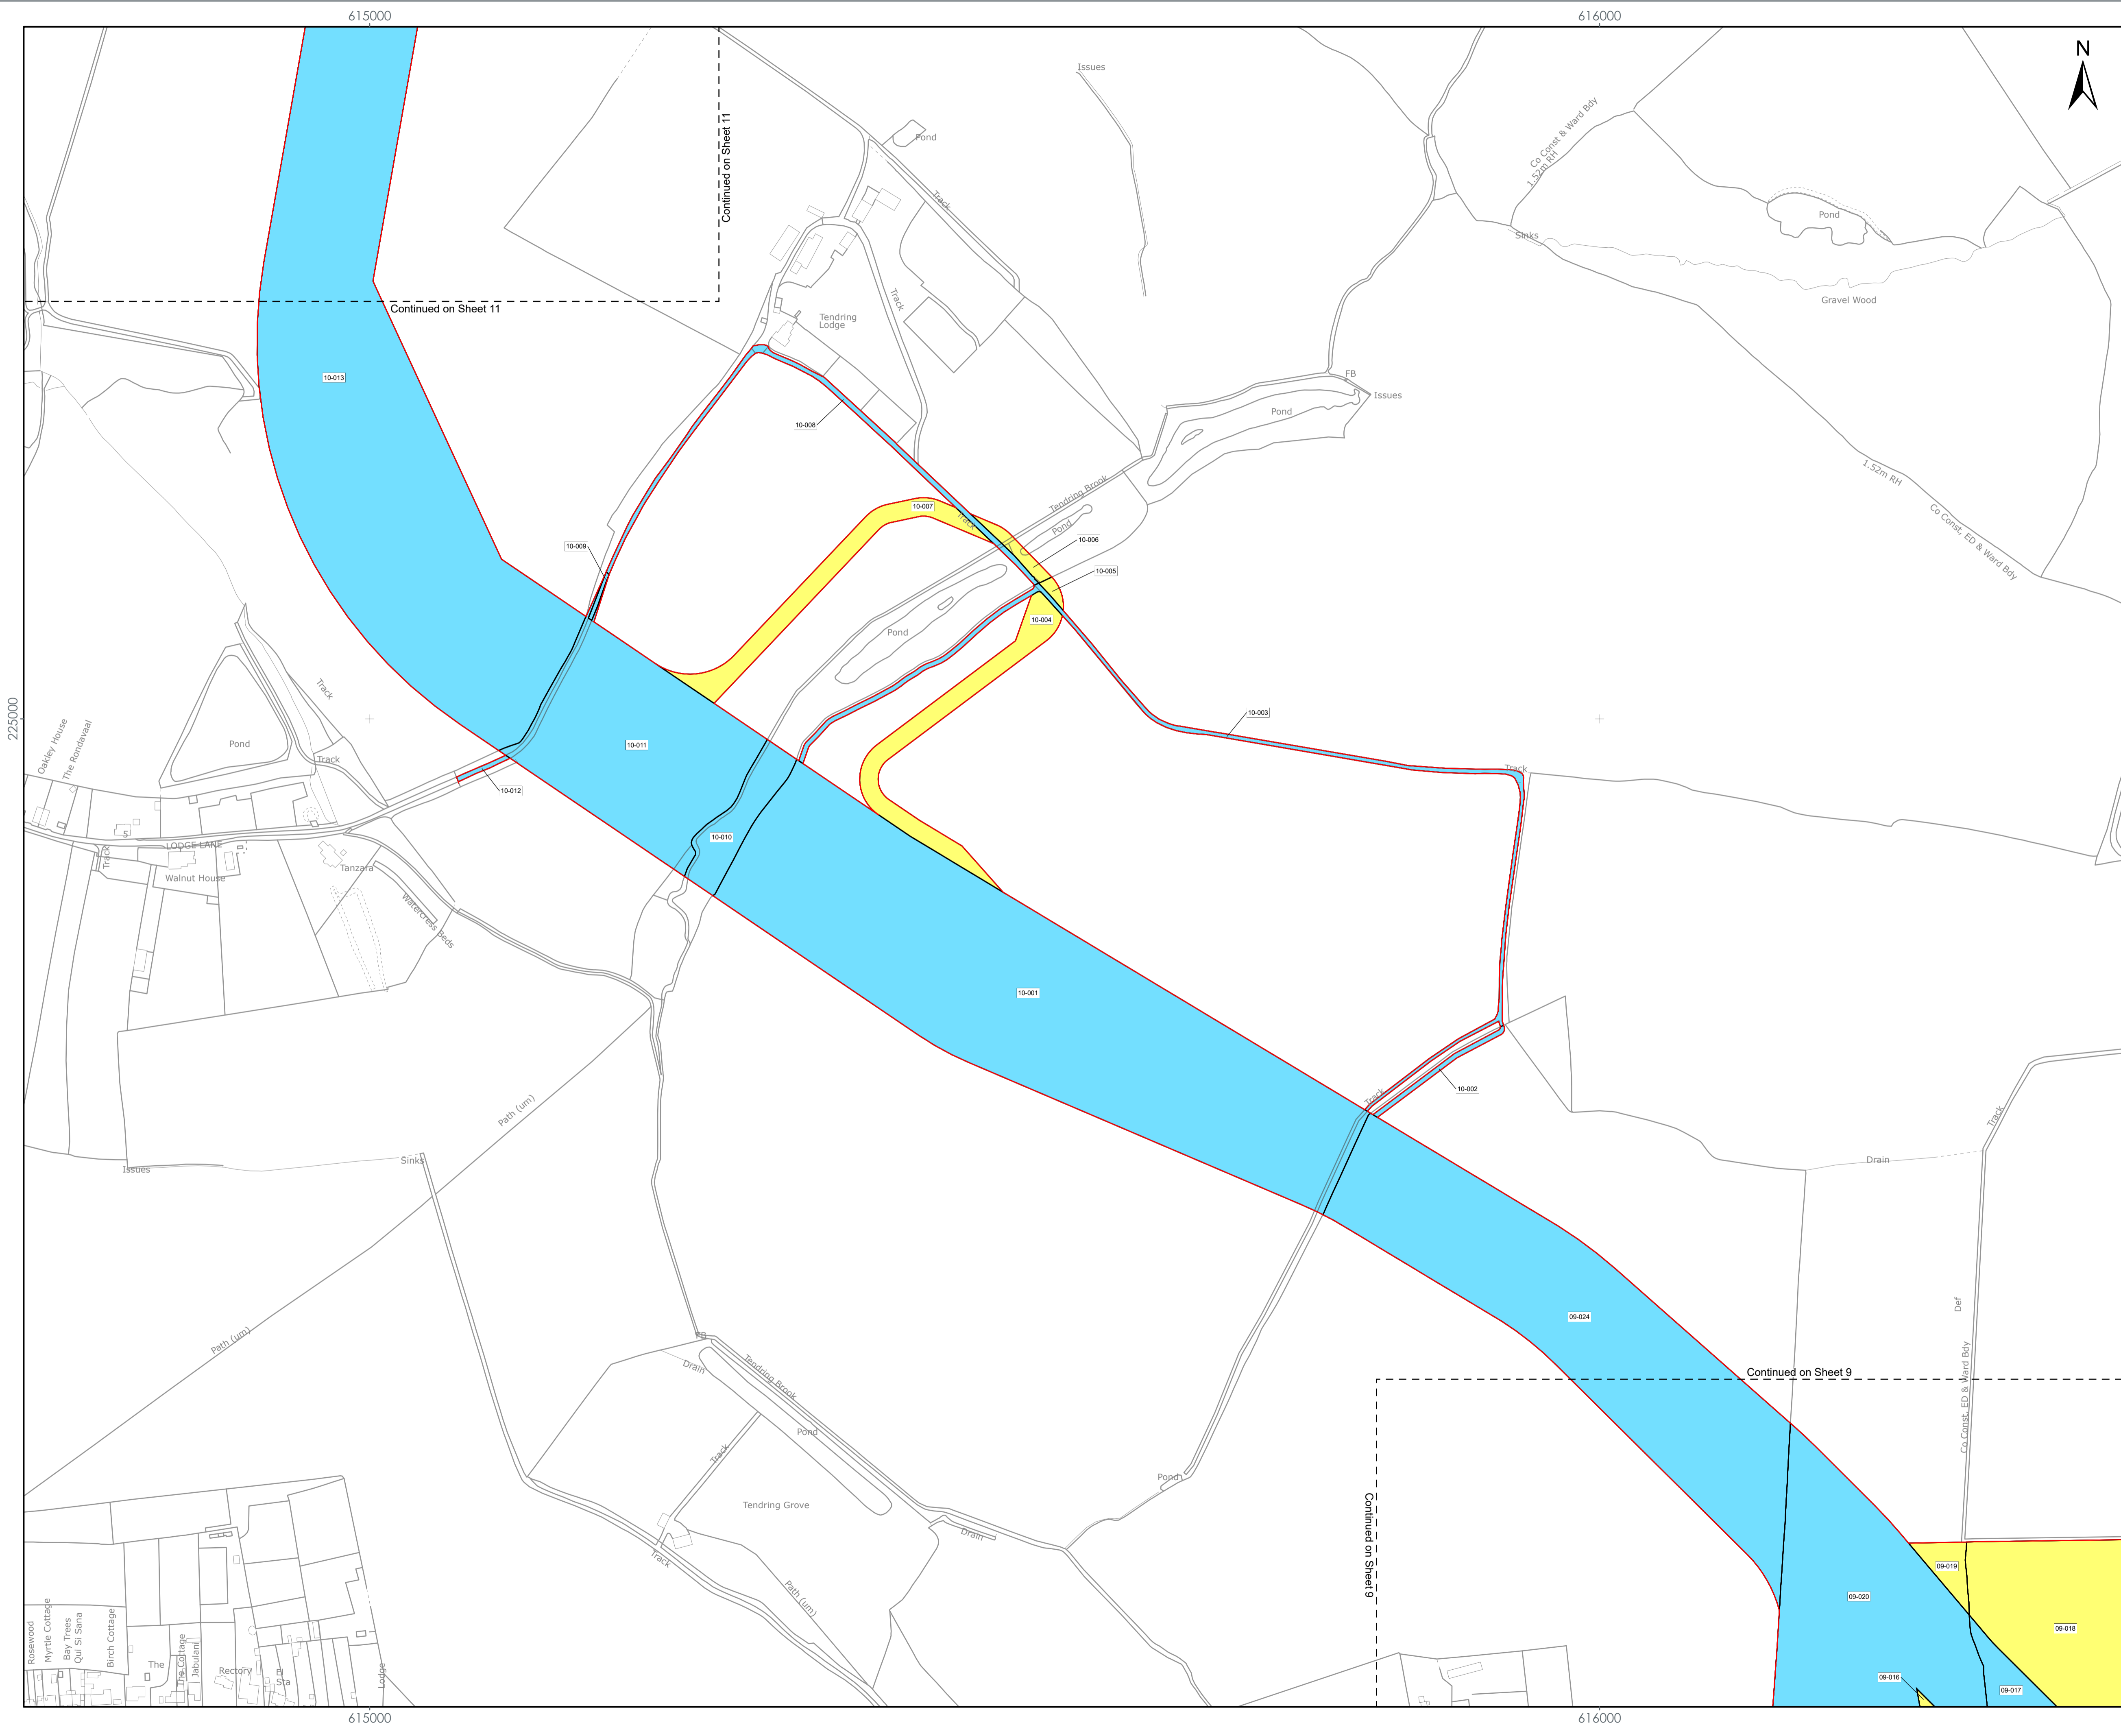 615000
616000
N
Issues
Continued on Sheet 11
Co Const & Ward Bdy
1.52m RH
Pond
Track
Pond
Sinks
Gravel Wood
Continued on Sheet 11
Track
Tendring
Lodge
10-013
FB
Issues
Pond
10-008
1.52m RH
Tendring Brook
10-007
Track
Pond
Co Const, ED & Ward Bdy
10-009
10-006
10-005
10-004
Pond
Track
10-003
225000
Oakley House
The Rondavaal
Pond
Track
10-011
Track
10-012
5
LODGE LANE
Track
Walnut House
Tanzara
10-010
Watercress Beds
10-001
10-002
Track
Path (um)
Track
Issues
Sinks
Drain
Def
09-024
Path (um)
FB
Drain
Tendring Brook
Co Const, ED & Ward Bdy
Continued on Sheet 9
Pond
Track
Pond
Tendring Grove
Continued on Sheet 9
Drain
Track
Path (um)
09-019
09-020
09-018
Rosewood
Myrtle Cottage
Bay Trees
Qui Si Sana
Birch Cottage
The
The Cottage
Jabulani
Rectory
El
Sta
Lodge
09-016
09-017
615000
616000